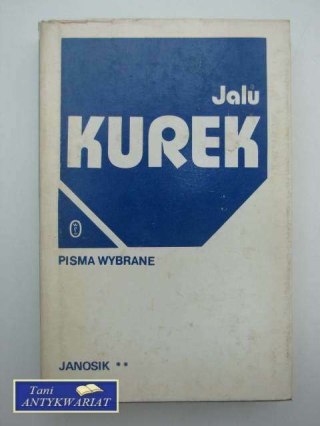 Jalu
KUREK
PISMA WYBRANE
JANOSIK **
Tani
ANTYKWARIAT